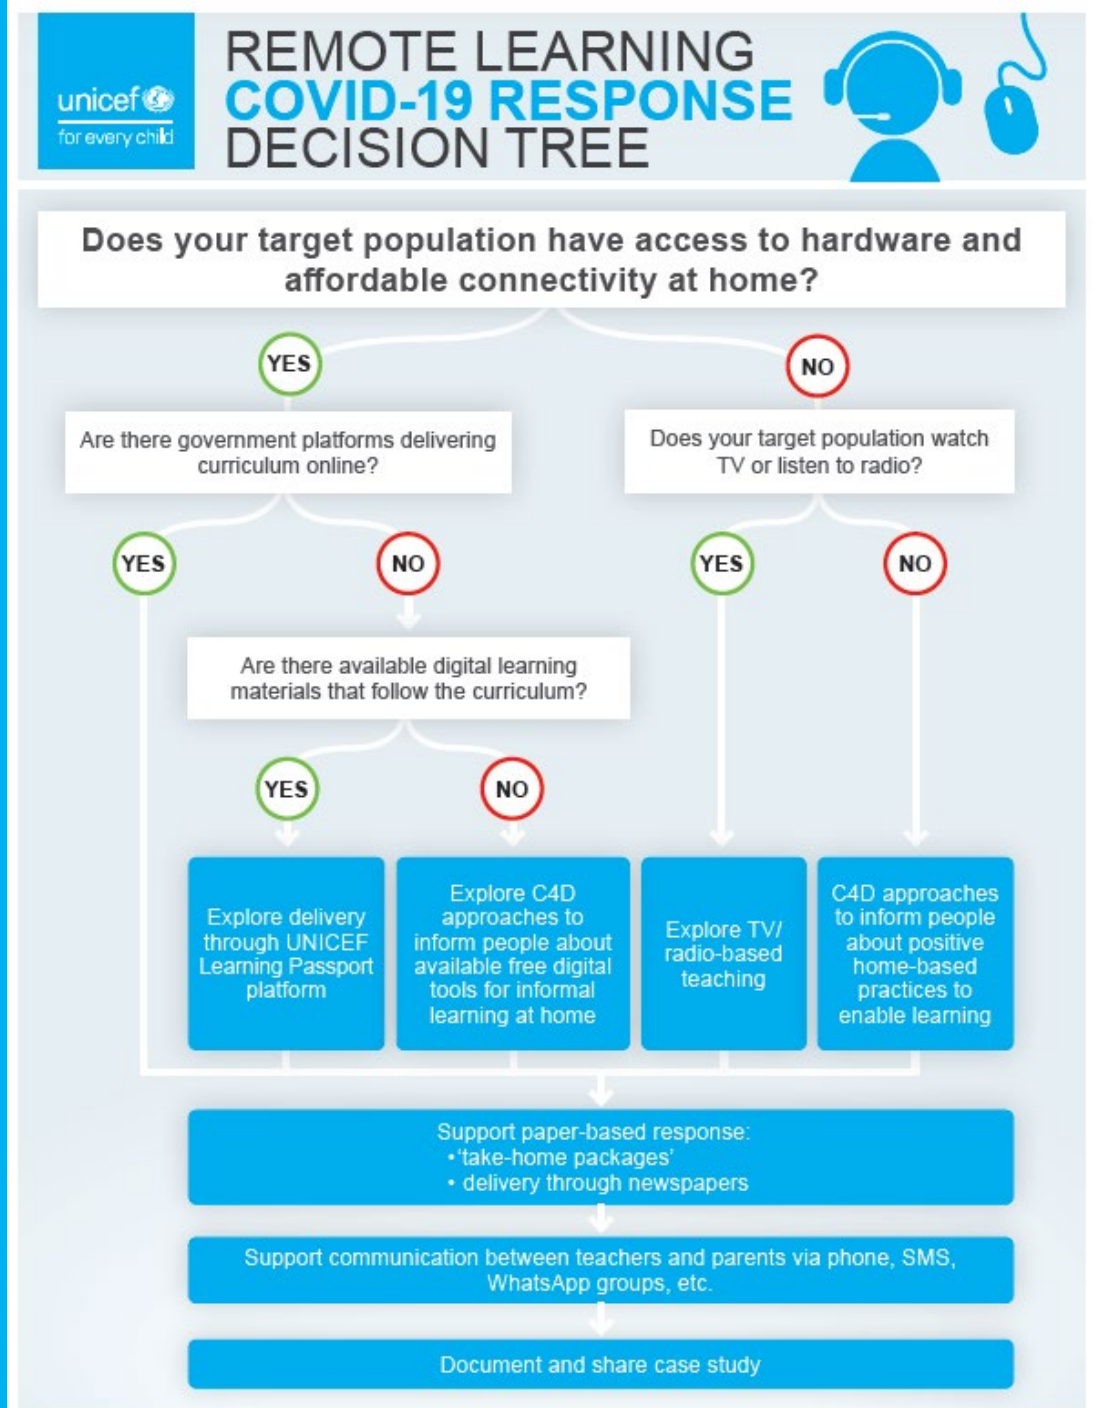 unicef
for every child
REMOTE LEARNING
COVID-19 RESPONSE
DECISION TREE
Does your target population have access to hardware and
affordable connectivity at home?
YES
NO
Are there government platforms delivering
curriculum online?
Does your target population watch
TV or listen to radio?
YES
NO
YES
NO
Are there available digital learning
materials that follow the curriculum?
YES
NO
Explore delivery
through UNICEF
Learning Passport
platform
Explore C4D
approaches to
inform people about
available free digital
tools for informal
learning at home
Explore TV/
radio-based
teaching
C4D approaches
to inform people
about positive
home-based
practices to
enable learning
Support paper-based response:
•‘take-home packages’
• delivery through newspapers
Support communication between teachers and parents via phone, SMS,
WhatsApp groups, etc.
Document and share case study